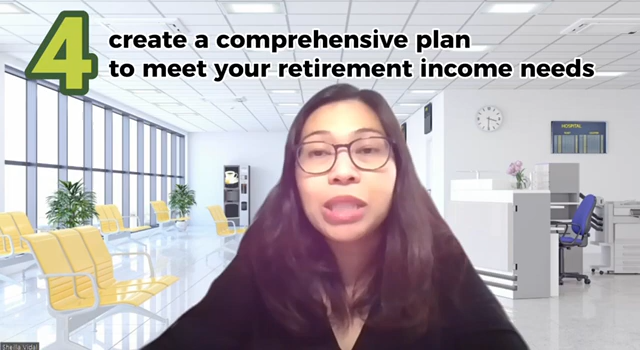 4
create a comprehensive plan
to meet your retirement income needs
HOSPITAL
Sheila Vidal